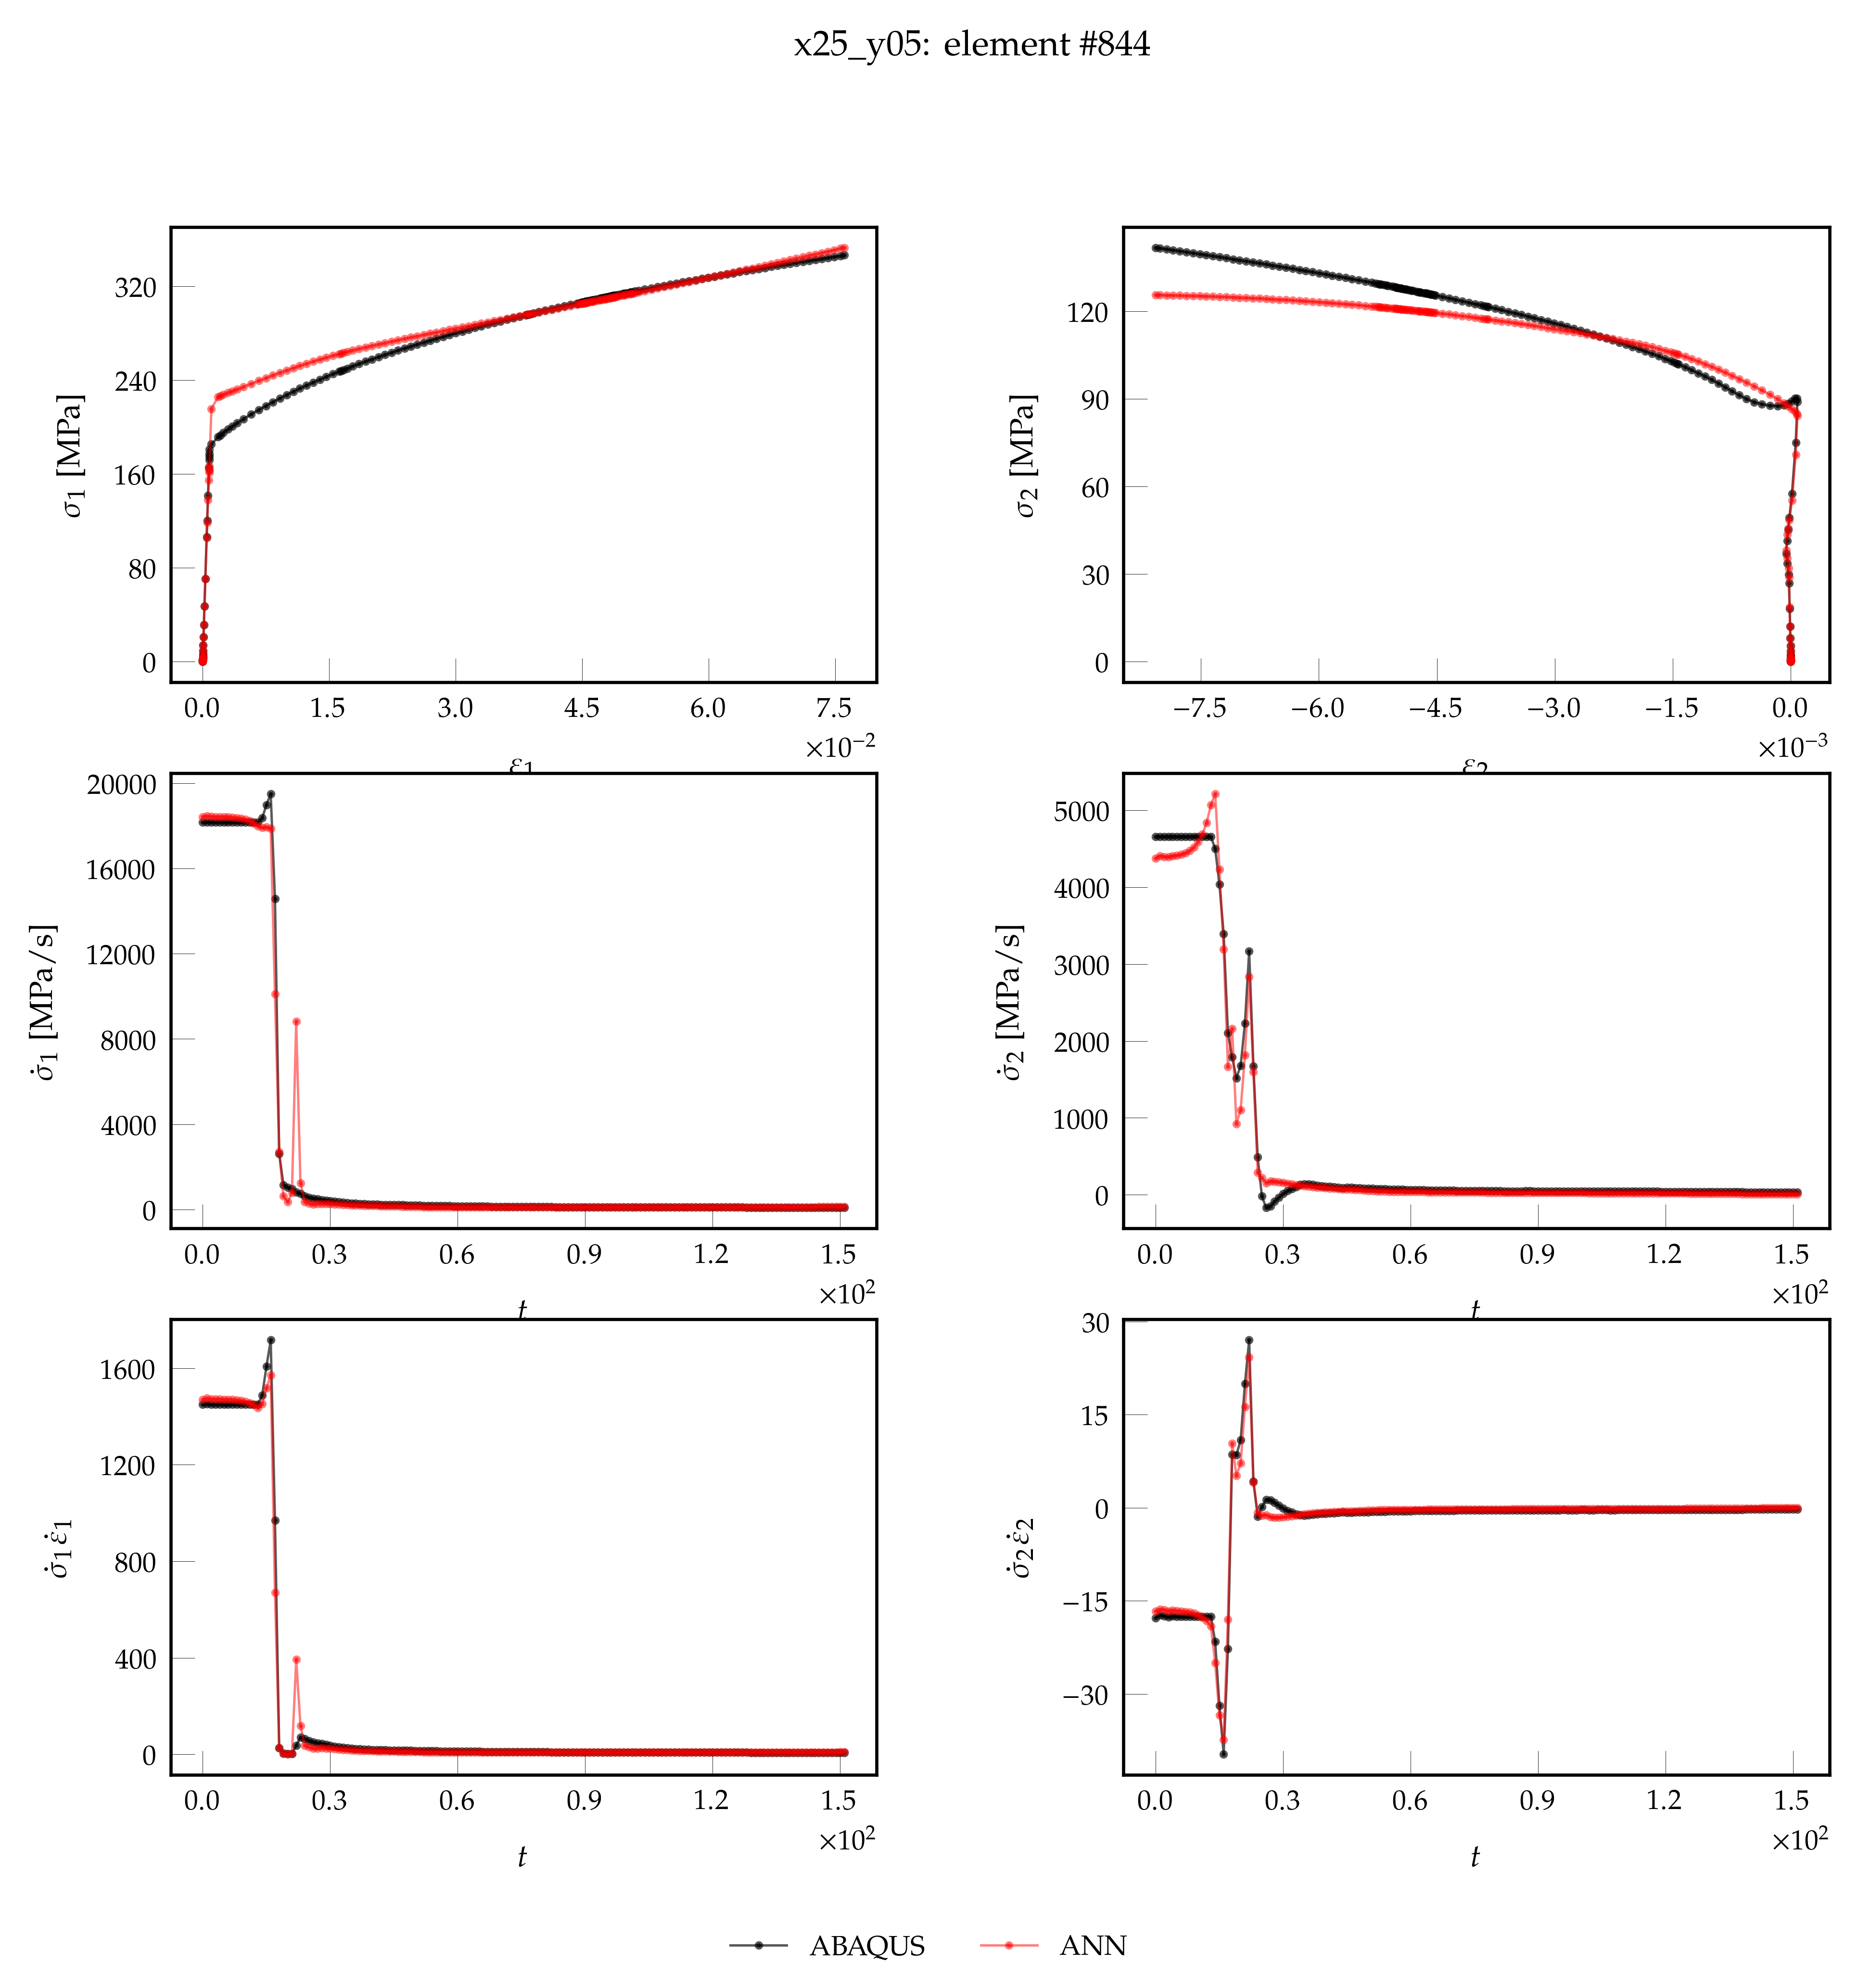 x25_y05: element #844
σ1 [MPa]
320
240
160
80
0
0.0 1.5 3.0 4.5 6.0 7.5
×10−2
ε1
σ2 [MPa]
120
90
60
30
0
−7.5 −6.0 −4.5 −3.0 −1.5 0.0
×10−3
ε2
σ̇1 [MPa/s]
20000
16000
12000
8000
4000
0
0.0 0.3 0.6 0.9 1.2 1.5
×10²
t
σ̇2 [MPa/s]
5000
4000
3000
2000
1000
0
0.0 0.3 0.6 0.9 1.2 1.5
×10²
t
σ̇1ε̇1
1600
1200
800
400
0
0.0 0.3 0.6 0.9 1.2 1.5
×10²
t
σ̇2ε̇2
30
15
0
−15
−30
0.0 0.3 0.6 0.9 1.2 1.5
×10²
t
ABAQUS ANN